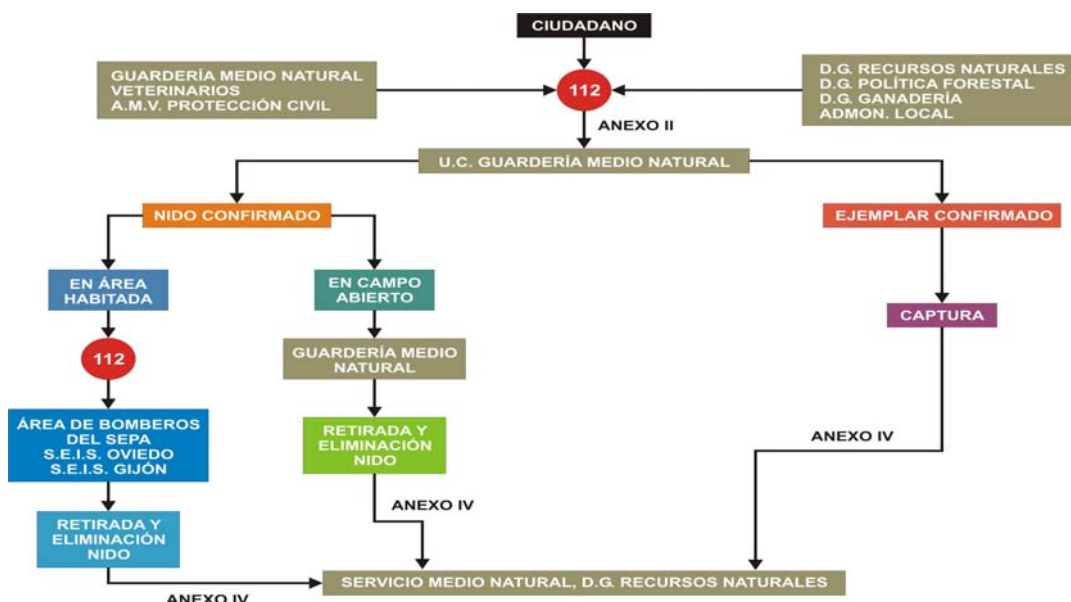 CIUDADANO
GUARDERÍA MEDIO NATURAL
VETERINARIOS
A.M.V. PROTECCIÓN CIVIL
112
D.G. RECURSOS NATURALES
D.G. POLÍTICA FORESTAL
D.G. GANADERÍA
ADMON. LOCAL
ANEXO II
U.C. GUARDERÍA MEDIO NATURAL
NIDO CONFIRMADO
EJEMPLAR CONFIRMADO
EN ÁREA
HABITADA
EN CAMPO
ABIERTO
CAPTURA
112
GUARDERÍA MEDIO
NATURAL
ÁREA DE BOMBEROS
DEL SEPA
S.E.I.S. OVIEDO
S.E.I.S. GIJÓN
RETIRADA Y
ELIMINACIÓN
NIDO
ANEXO IV
ANEXO IV
RETIRADA Y
ELIMINACIÓN
NIDO
SERVICIO MEDIO NATURAL, D.G. RECURSOS NATURALES
ANEXO IV